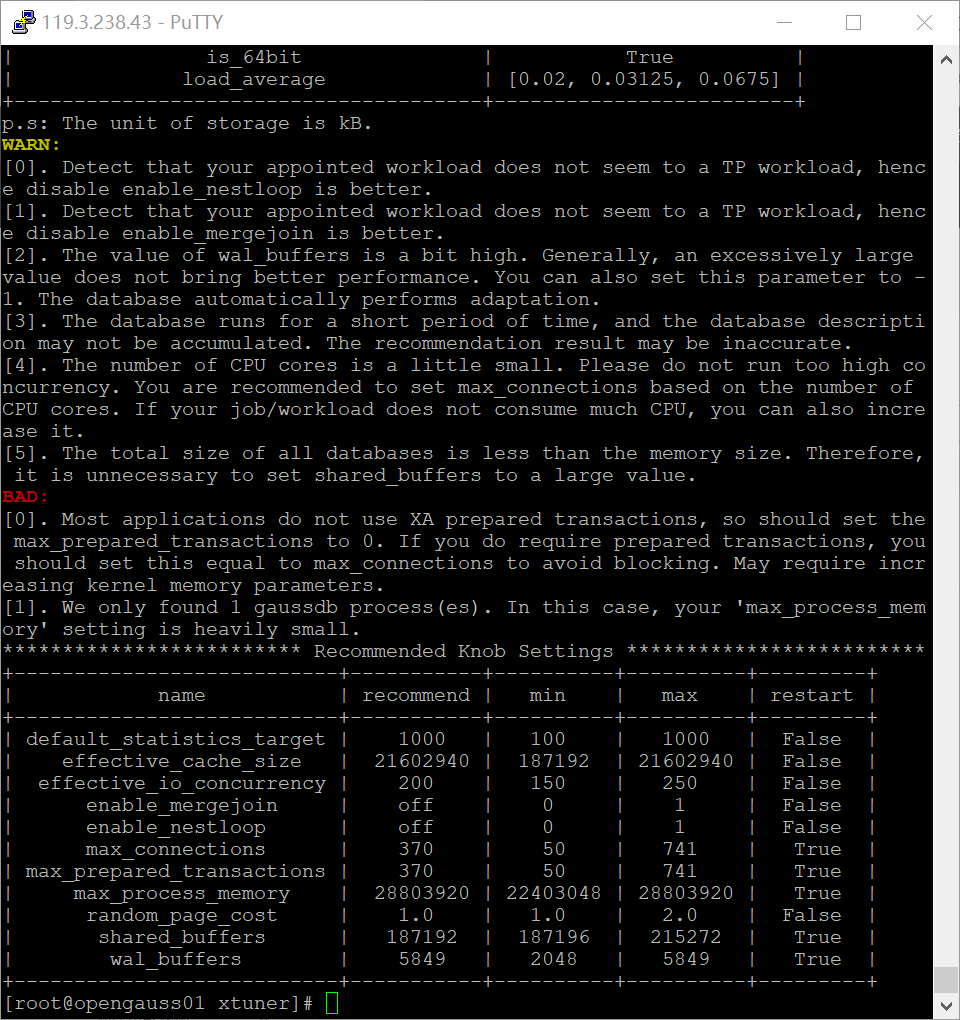 119.3.238.43 - PuTTY
|                 is_64bit               |           True           |
|               load_average             | [0.02, 0.03125, 0.0675] |
+----------------------------------------+--------------------------+
p.s: The unit of storage is kB.
WARN:
[0]. Detect that your appointed workload does not seem to a TP workload, henc
e disable enable_nestloop is better.
[1]. Detect that your appointed workload does not seem to a TP workload, henc
e disable enable_mergejoin is better.
[2]. The value of wal_buffers is a bit high. Generally, an excessively large
value does not bring better performance. You can also set this parameter to -
1. The database automatically performs adaptation.
[3]. The database runs for a short period of time, and the database descripti
on may not be accumulated. The recommendation result may be inaccurate.
[4]. The number of CPU cores is a little small. Please do not run too high co
ncurrency. You are recommended to set max_connections based on the number of
CPU cores. If your job/workload does not consume much CPU, you can also incre
ase it.
[5]. The total size of all databases is less than the memory size. Therefore,
 it is unnecessary to set shared_buffers to a large value.
BAD:
[0]. Most applications do not use XA prepared transactions, so should set the
 max_prepared_transactions to 0. If you do require prepared transactions, you
 should set this equal to max_connections to avoid blocking. May require incr
easing kernel memory parameters.
[1]. We only found 1 gaussdb process(es). In this case, your 'max_process_mem
ory' setting is heavily small.
************************* Recommended Knob Settings *************************
+---------------------------+-----------+----------+----------+---------+
|            name           | recommend |   min    |   max    | restart |
+---------------------------+-----------+----------+----------+---------+
| default_statistics_target |    1000   |   100    |   1000   |  False  |
|    effective_cache_size   |  21602940 |  187192  | 21602940 |  False  |
|  effective_io_concurrency |    200    |   150    |   250    |  False  |
|      enable_mergejoin     |    off    |    0     |    1     |  False  |
|      enable_nestloop      |    off    |    0     |    1     |  False  |
|      max_connections      |    370    |    50    |   741    |   True  |
| max_prepared_transactions |    370    |    50    |   741    |   True  |
|     max_process_memory    |  28803920 | 22403048 | 28803920 |   True  |
|      random_page_cost     |    1.0    |   1.0    |   2.0    |  False  |
|       shared_buffers      |   187192  |  187196  |  215272  |   True  |
|        wal_buffers        |    5849   |   2048   |   5849   |   True  |
+---------------------------+-----------+----------+----------+---------+
[root@opengauss01 xtuner]#